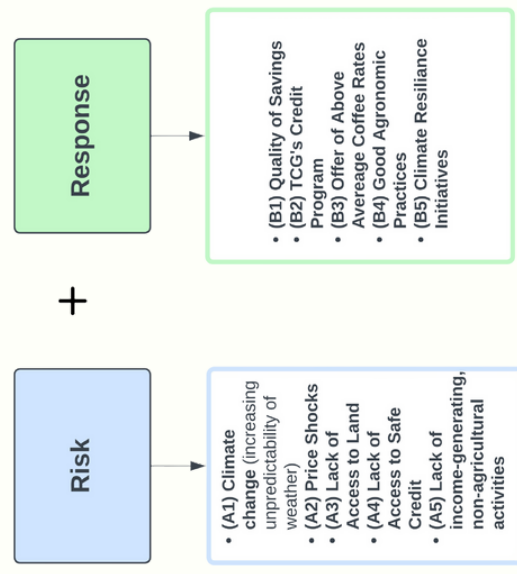 Risk
• (A1) Climate
change (increasing
unpredictability of
weather)
• (A2) Price Shocks
• (A3) Lack of
Access to Land
• (A4) Lack of
Access to Safe
Credit
• (A5) Lack of
income-generating,
non-agricultural
activities
+
Response
• (B1) Quality of Savings
• (B2) TCG's Credit
Program
• (B3) Offer of Above
Avereage Coffee Rates
• (B4) Good Agronomic
Practices
• (B5) Climate Resiliance
Initiatives